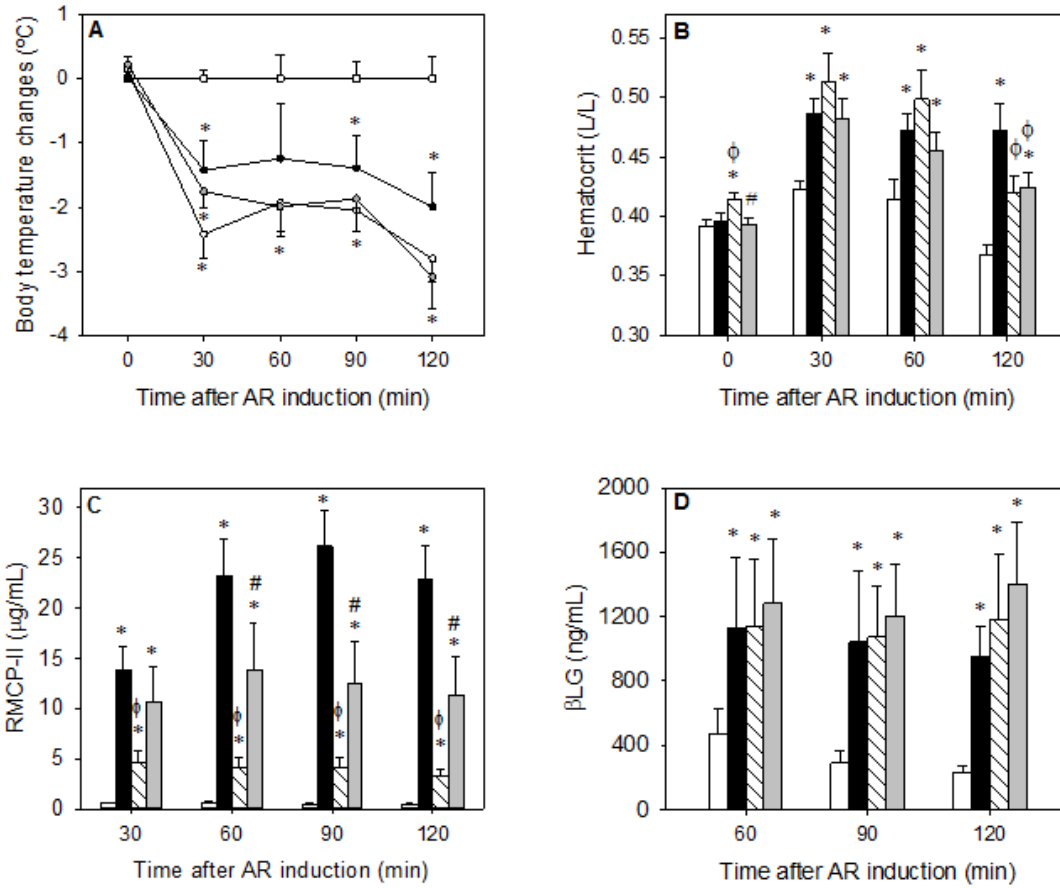 A
Body temperature changes (ºC)
1
0
-1
-2
-3
-4
* * *
* * * *
*
0 30 60 90 120
Time after AR induction (min)
B
Hematocrit (L/L)
0.55
0.50
0.45
0.40
0.35
0.30
ϕ
* #
* * *
* * *
* ϕ ϕ
*
0 30 60 120
Time after AR induction (min)
C
RMCP-II (µg/mL)
30
25
20
15
10
5
0
* ϕ
* *
* ϕ
* #
*
* ϕ
* #
*
* ϕ
* #
*
30 60 90 120
Time after AR induction (min)
D
βLG (ng/mL)
2000
1600
1200
800
400
0
* * *
* * *
* * *
60 90 120
Time after AR induction (min)